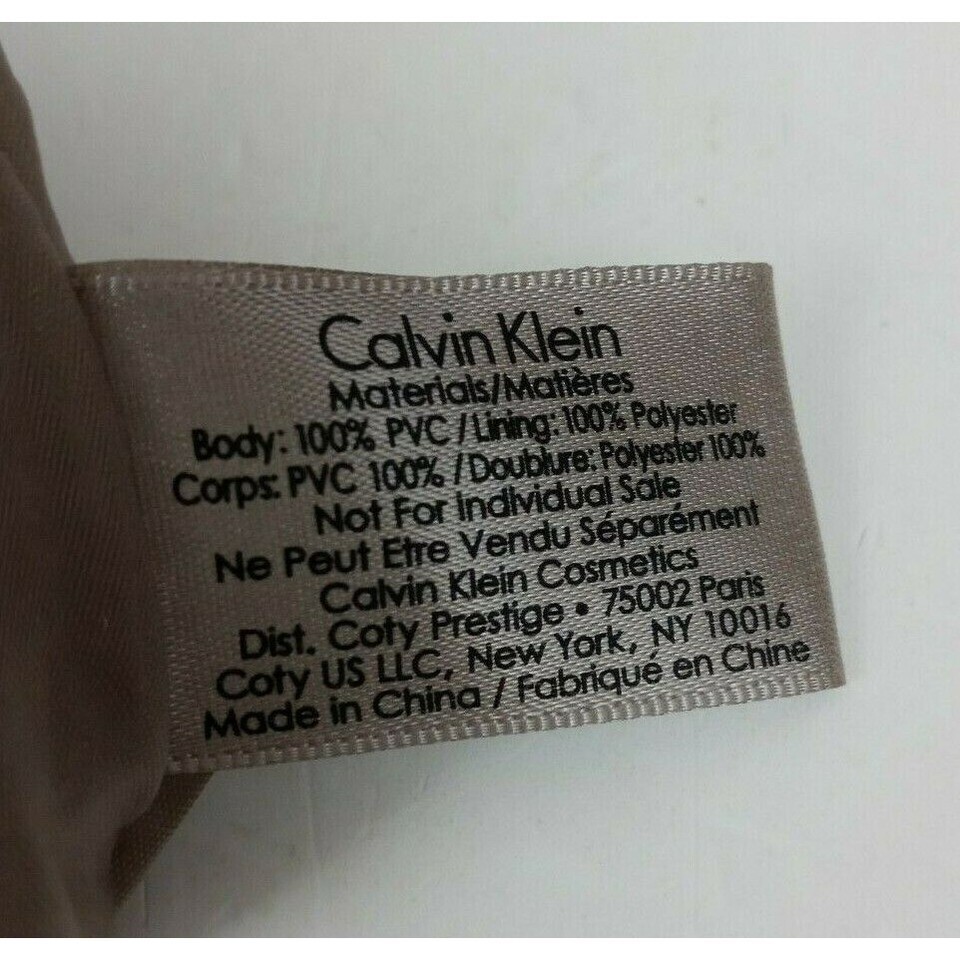 Calvin Klein
Materials/Matières
Body: 100% PVC / Lining: 100% Polyester
Corps: PVC 100% / Doublure: Polyester 100%
Not For Individual Sale
Ne Peut Etre Vendu Séparément
Calvin Klein Cosmetics
Dist. Coty Prestige • 75002 Paris
Coty US LLC, New York, NY 10016
Made in China / Fabriqué en Chine